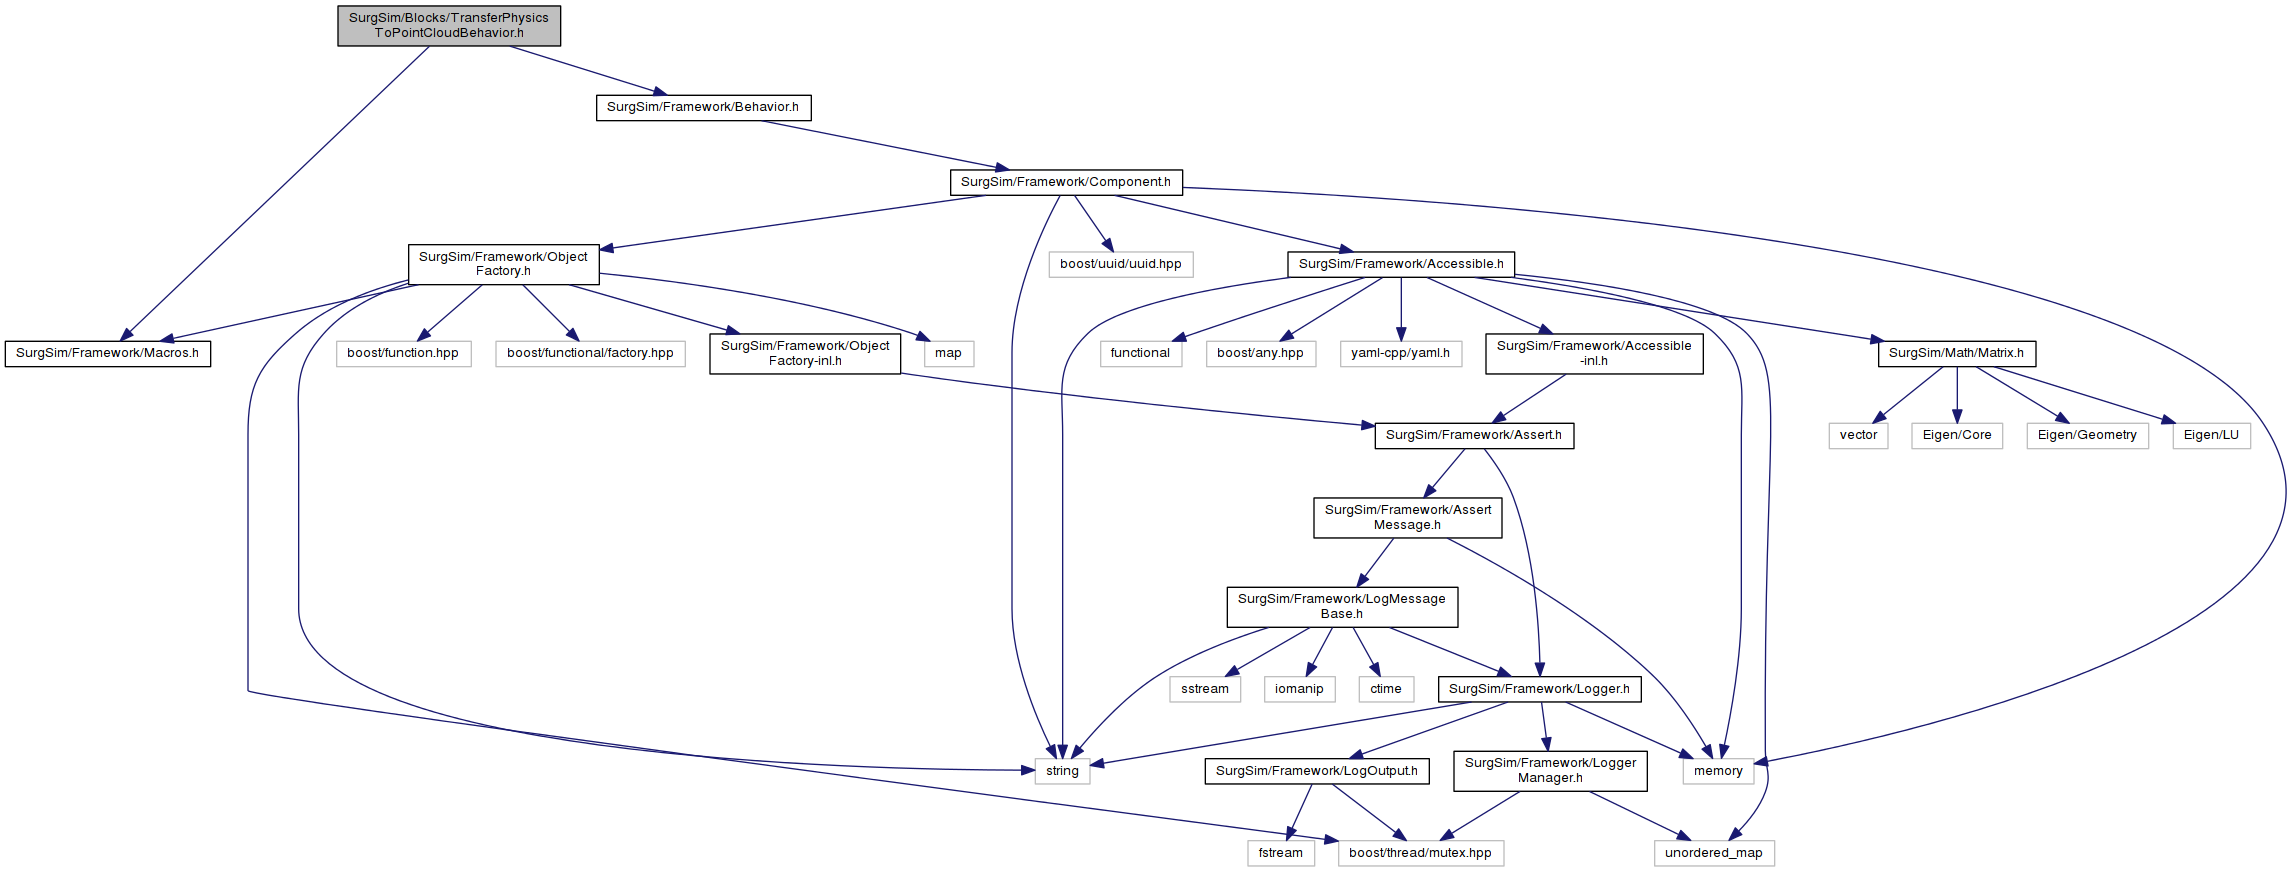 SurgSim/Blocks/TransferPhysics
ToPointCloudBehavior.h
SurgSim/Framework/Behavior.h
SurgSim/Framework/Component.h
SurgSim/Framework/Object
Factory.h
boost/uuid/uuid.hpp
SurgSim/Framework/Accessible.h
SurgSim/Framework/Macros.h
boost/function.hpp
boost/functional/factory.hpp
SurgSim/Framework/Object
Factory-inl.h
map
functional
boost/any.hpp
yaml-cpp/yaml.h
SurgSim/Framework/Accessible
-inl.h
SurgSim/Math/Matrix.h
SurgSim/Framework/Assert.h
vector
Eigen/Core
Eigen/Geometry
Eigen/LU
SurgSim/Framework/Assert
Message.h
SurgSim/Framework/LogMessage
Base.h
sstream
iomanip
ctime
SurgSim/Framework/Logger.h
string
SurgSim/Framework/LogOutput.h
SurgSim/Framework/Logger
Manager.h
memory
fstream
boost/thread/mutex.hpp
unordered_map